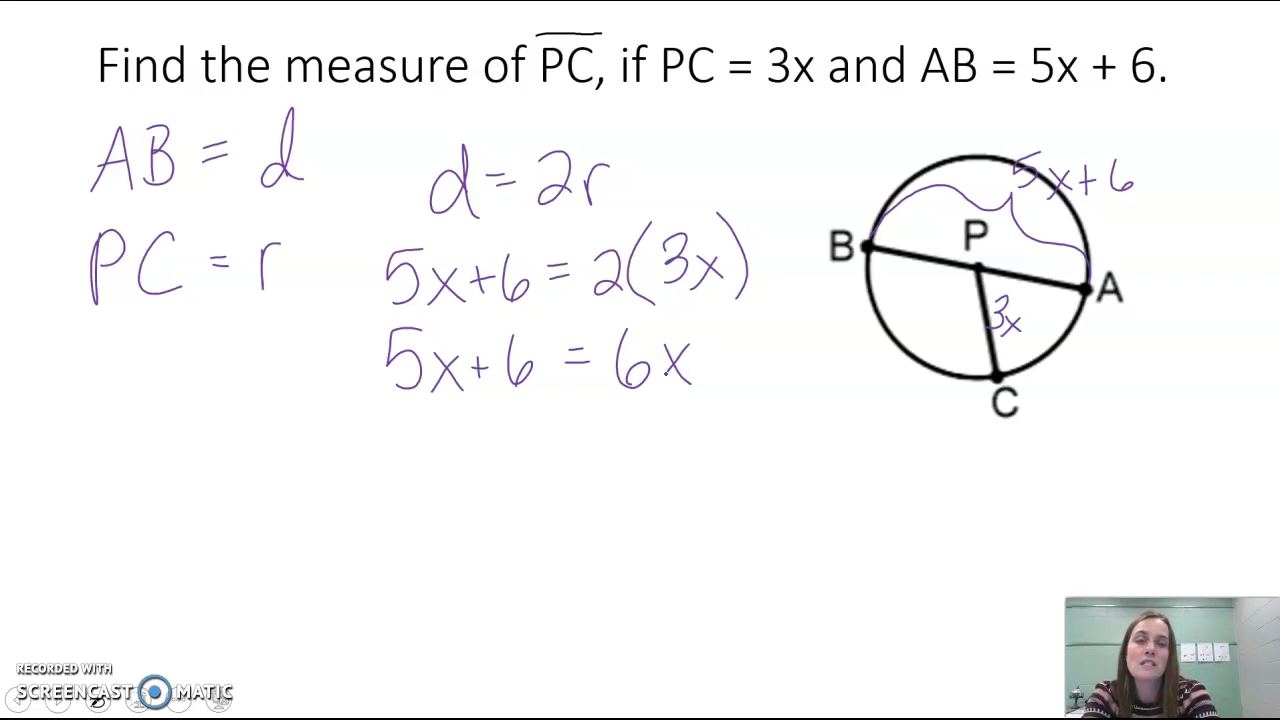 Find the measure of PC, if PC = 3x and AB = 5x + 6.
AB = d
PC = r
d = 2r
5x+6 = 2(3x)
5x+6 = 6x
5x+6
B
P
A
3x
C
RECORDED WITH
SCREENCAST MATIC